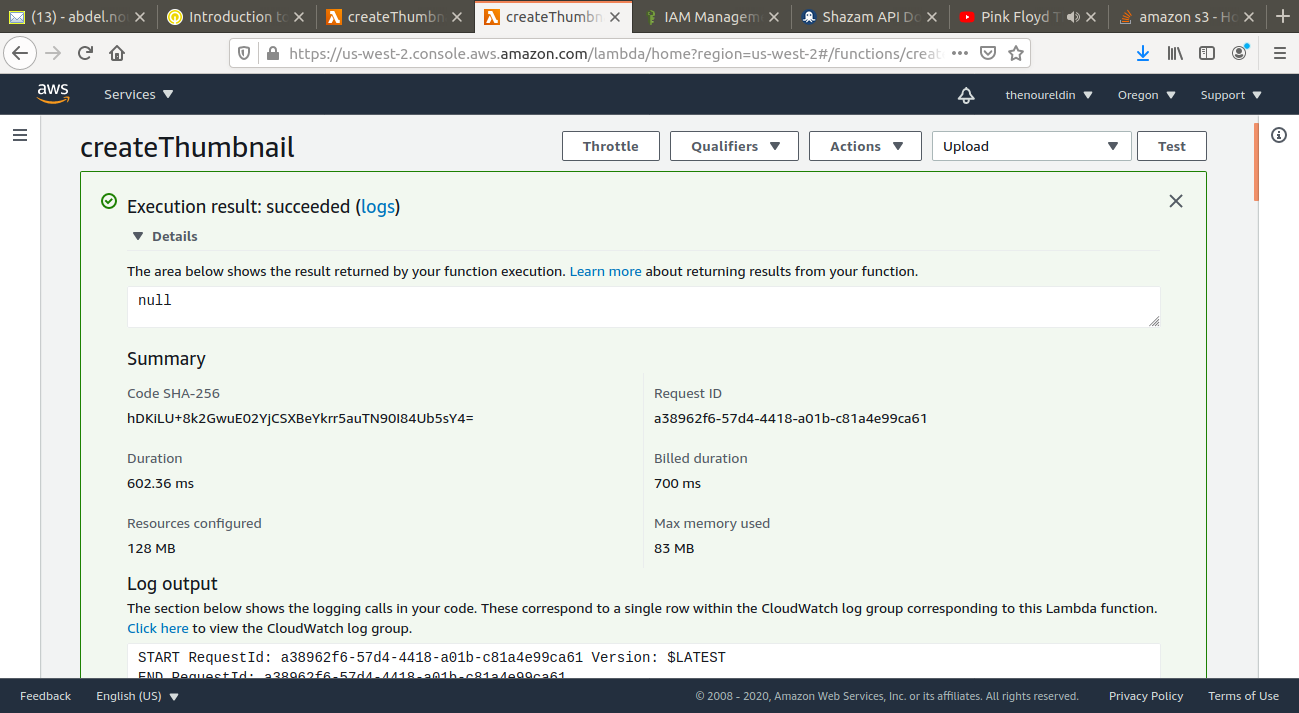 (13) - abdel.no
Introduction to
createThumbn
createThumbn
IAM Managem
Shazam API Do
Pink Floyd T
amazon s3 - Ho
https://us-west-2.console.aws.amazon.com/lambda/home?region=us-west-2#/functions/creat
aws
Services
thenoureldin
Oregon
Support
createThumbnail
Throttle
Qualifiers
Actions
Upload
Test
Execution result: succeeded (logs)
Details
The area below shows the result returned by your function execution. Learn more about returning results from your function.
null
Summary
Code SHA-256
hDKiLU+8k2GwuE02YjCSXBeYkrr5auTN90I84Ub5sY4=
Request ID
a38962f6-57d4-4418-a01b-c81a4e99ca61
Duration
602.36 ms
Billed duration
700 ms
Resources configured
128 MB
Max memory used
83 MB
Log output
The section below shows the logging calls in your code. These correspond to a single row within the CloudWatch log group corresponding to this Lambda function.
Click here to view the CloudWatch log group.
START RequestId: a38962f6-57d4-4418-a01b-c81a4e99ca61 Version: $LATEST
END RequestId: a38962f6-57d4-4418-a01b-c81a4e99ca61
Feedback
English (US)
© 2008 - 2020, Amazon Web Services, Inc. or its affiliates. All rights reserved.
Privacy Policy
Terms of Use